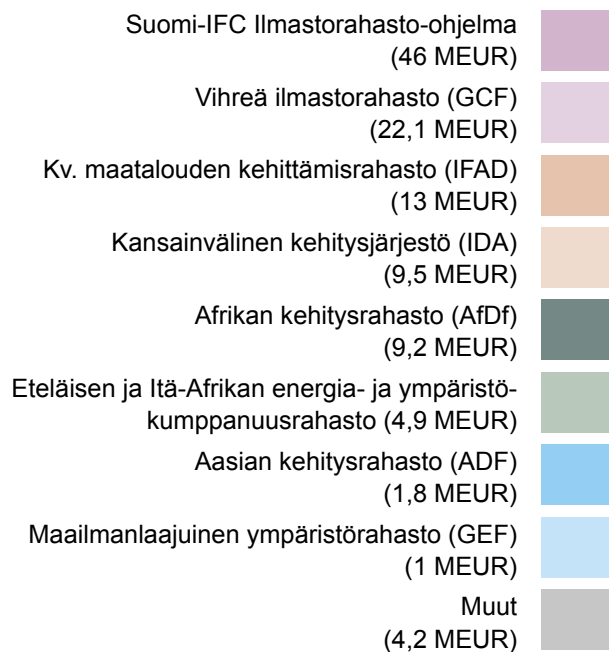 Suomi-IFC Ilmastorahasto-ohjelma
(46 MEUR)
Vihreä ilmastorahasto (GCF)
(22,1 MEUR)
Kv. maatalouden kehittämisrahasto (IFAD)
(13 MEUR)
Kansainvälinen kehitysjärjestö (IDA)
(9,5 MEUR)
Afrikan kehitysrahasto (AfDf)
(9,2 MEUR)
Eteläisen ja Itä-Afrikan energia- ja ympäristö-
kumppanuusrahasto (4,9 MEUR)
Aasian kehitysrahasto (ADF)
(1,8 MEUR)
Maailmanlaajuinen ympäristörahasto (GEF)
(1 MEUR)
Muut
(4,2 MEUR)